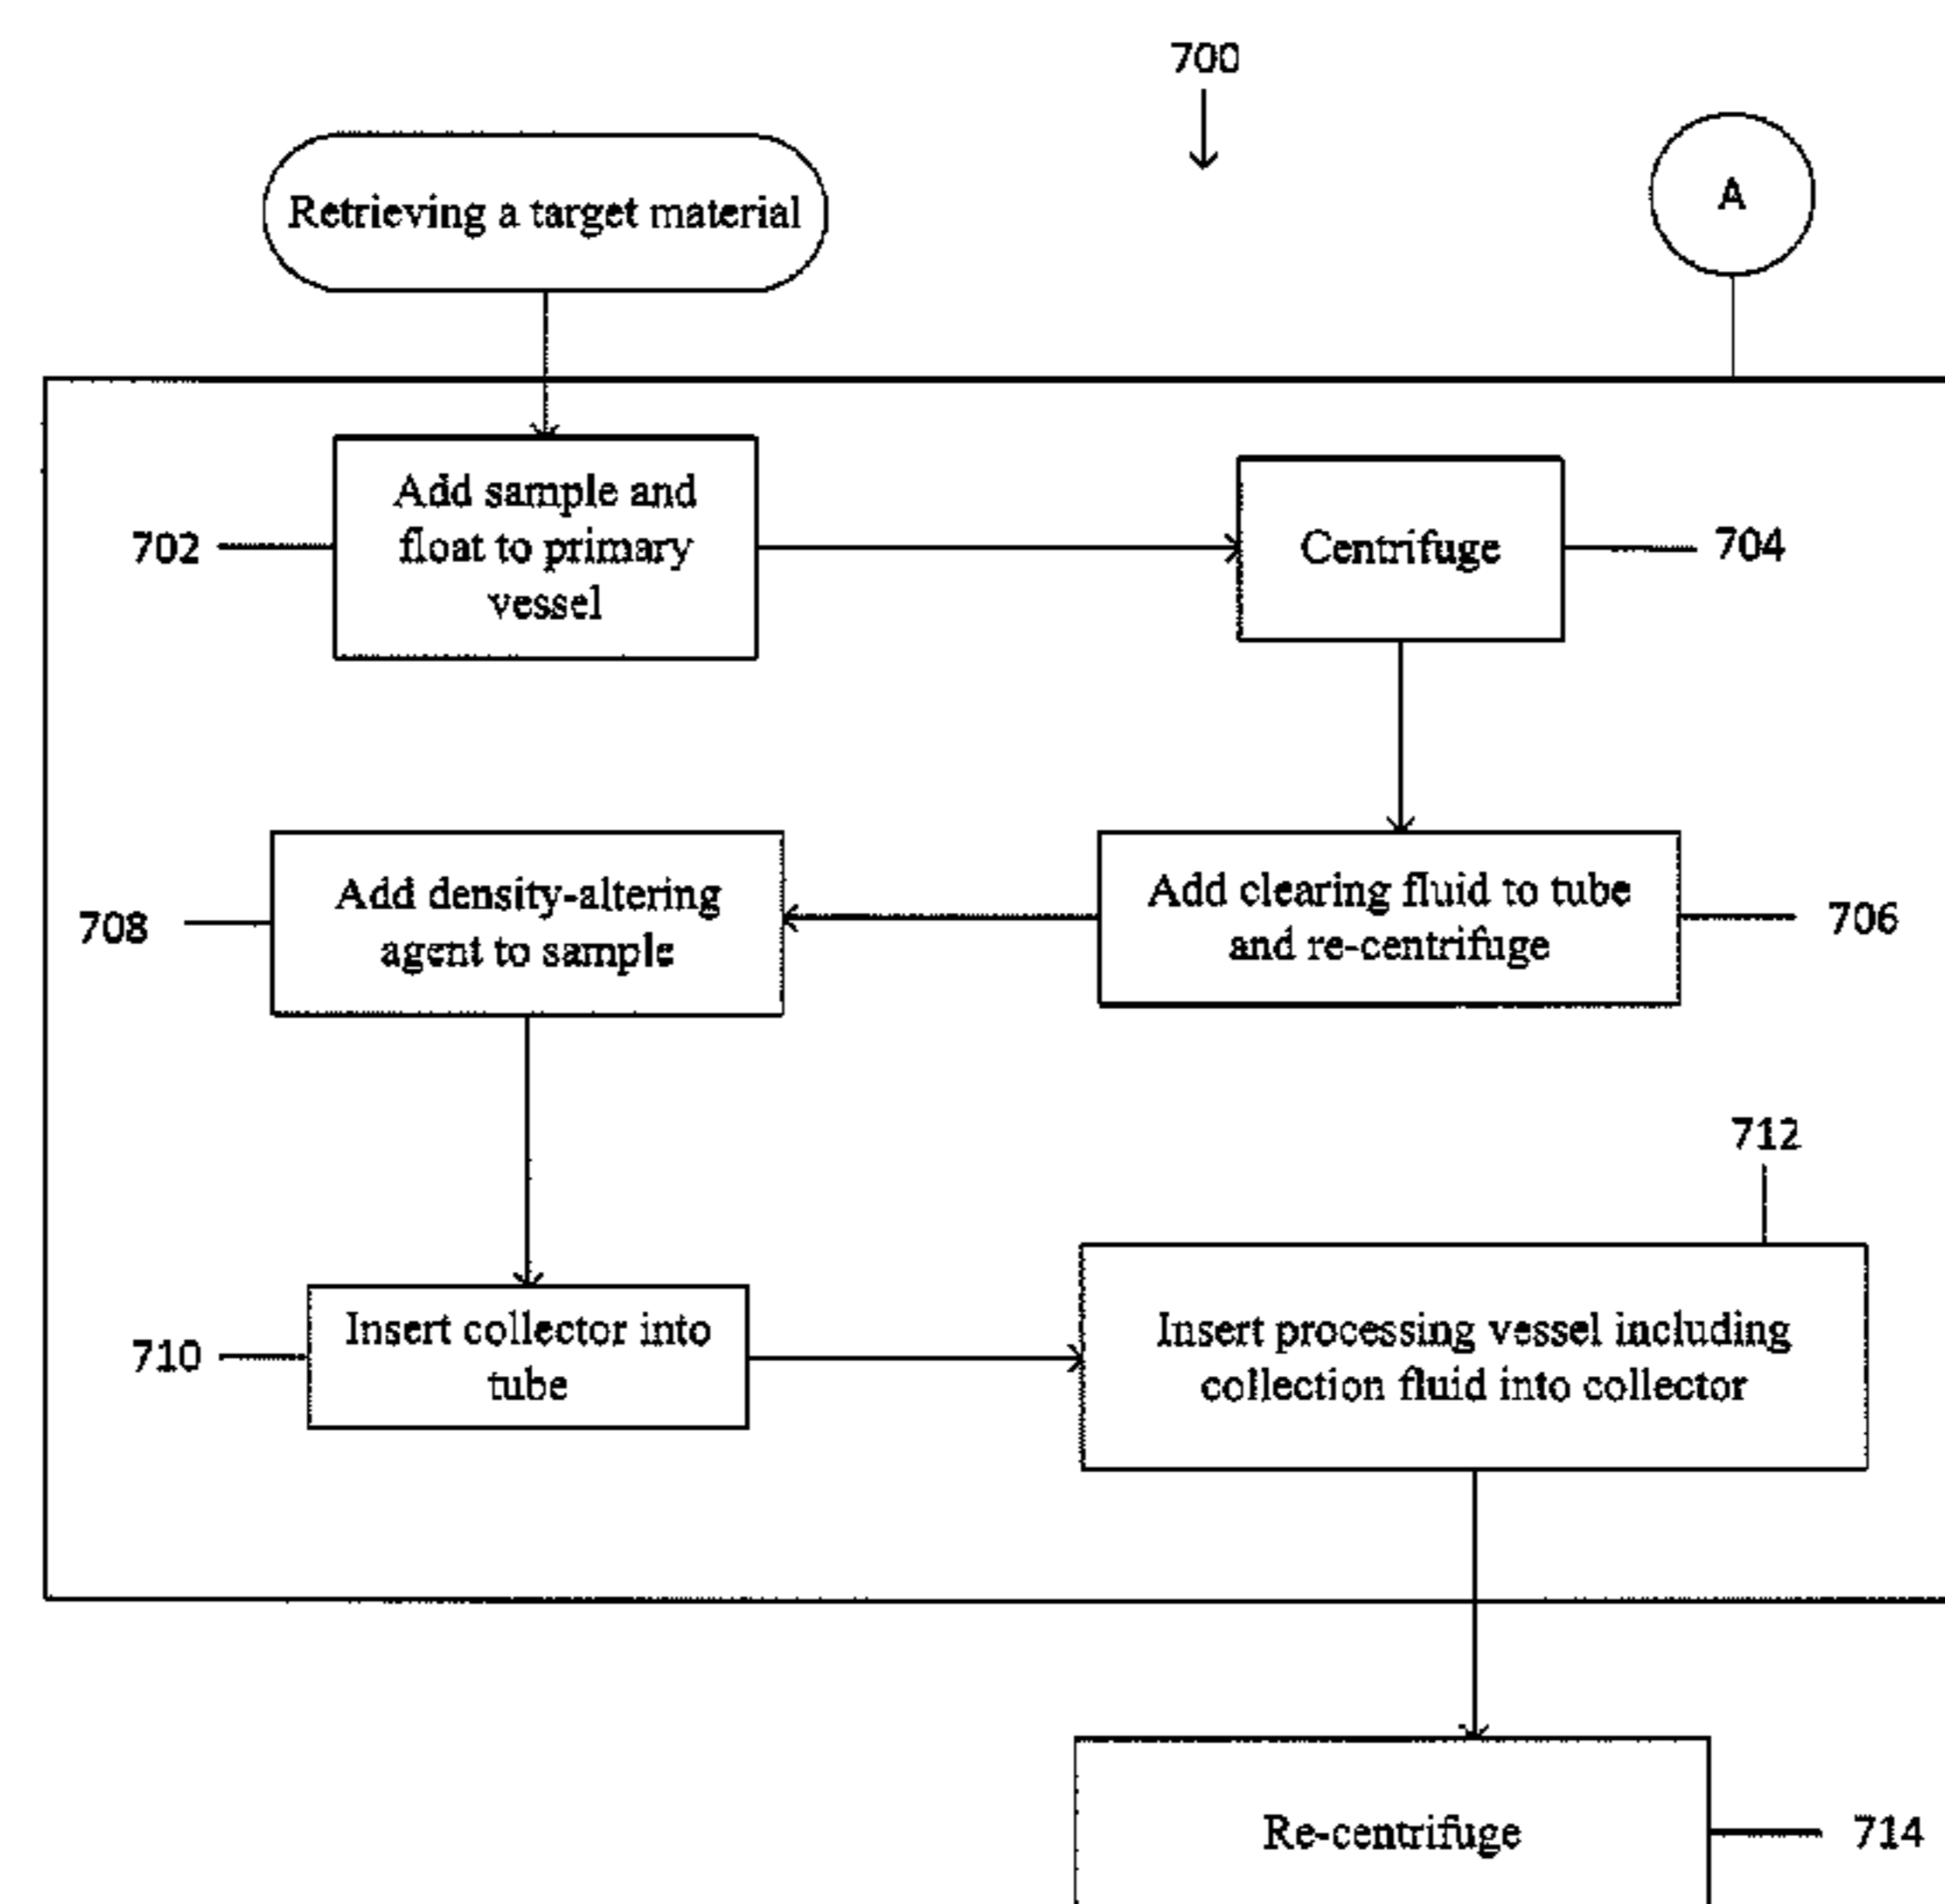 700
A
Retrieving a target material
702
Add sample and
float to primary
vessel
Centrifuge
704
708
Add density-altering
agent to sample
Add clearing fluid to tube
and re-centrifuge
706
712
710
Insert collector into
tube
Insert processing vessel including
collection fluid into collector
Re-centrifuge
714